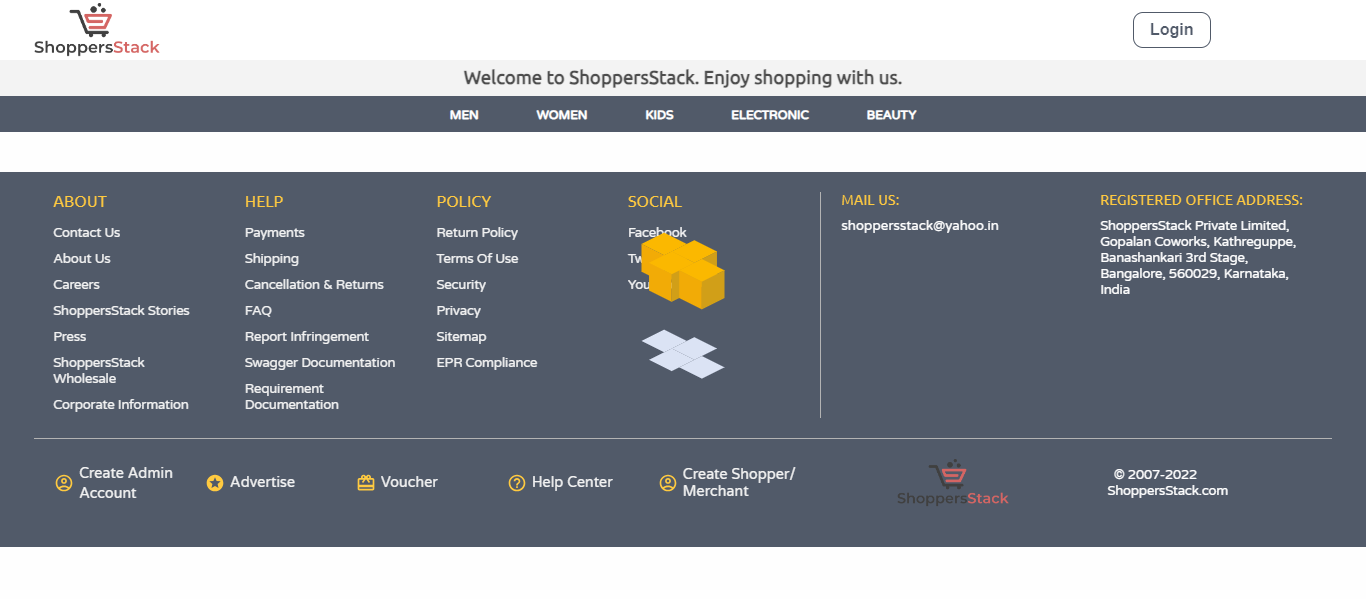 ShoppersStack
Login
Welcome to ShoppersStack. Enjoy shopping with us.
MEN
WOMEN
KIDS
ELECTRONIC
BEAUTY
ABOUT
Contact Us
About Us
Careers
ShoppersStack Stories
Press
ShoppersStack
Wholesale
Corporate Information
HELP
Payments
Shipping
Cancellation & Returns
FAQ
Report Infringement
Swagger Documentation
Requirement
Documentation
POLICY
Return Policy
Terms Of Use
Security
Privacy
Sitemap
EPR Compliance
SOCIAL
Facebook
MAIL US:
shoppersstack@yahoo.in
REGISTERED OFFICE ADDRESS:
ShoppersStack Private Limited,
Gopalan Coworks, Kathreguppe,
Banashankari 3rd Stage,
Bangalore, 560029, Karnataka,
India
Create Admin
Account
Advertise
Voucher
Help Center
Create Shopper/
Merchant
ShoppersStack
© 2007-2022
ShoppersStack.com